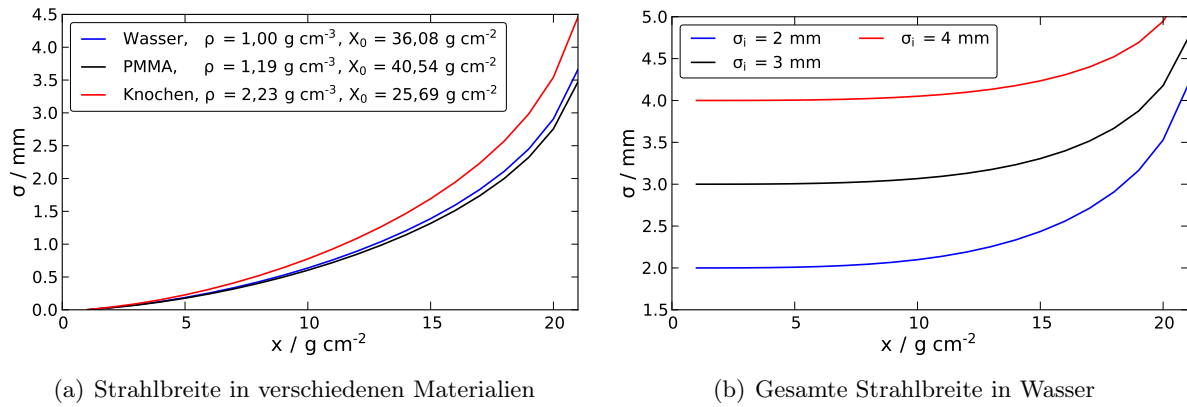 4.5
4.0
3.5
3.0
2.5
2.0
1.5
1.0
0.5
0.0
σ / mm
Wasser, ρ = 1,00 g cm⁻³, X₀ = 36,08 g cm⁻²
PMMA, ρ = 1,19 g cm⁻³, X₀ = 40,54 g cm⁻²
Knochen ρ = 2,23 g cm⁻³, X₀ = 25,69 g cm⁻²
0 5 10 15 20
x / g cm⁻²
(a) Strahlbreite in verschiedenen Materialien
5.0
4.5
4.0
3.5
3.0
2.5
2.0
1.5
σ / mm
σᵢ = 2 mm
σᵢ = 3 mm
σᵢ = 4 mm
0 5 10 15 20
x / g cm⁻²
(b) Gesamte Strahlbreite in Wasser